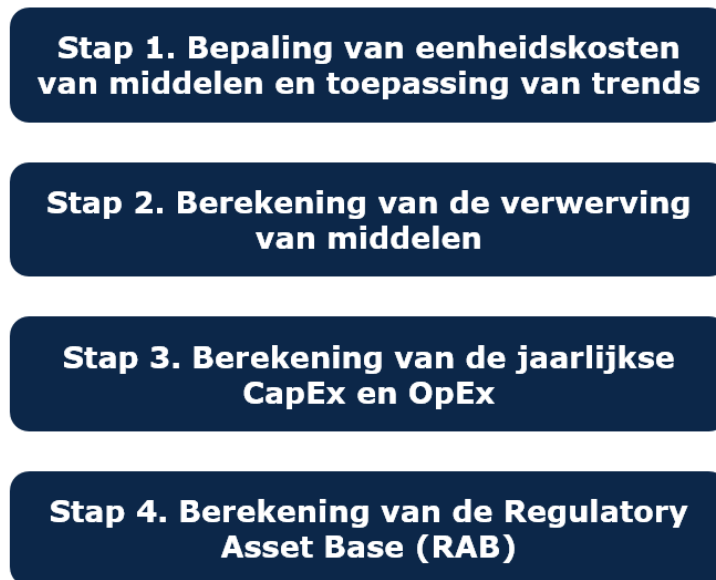 Stap 1. Bepaling van eenheidskosten
van middelen en toepassing van trends
Stap 2. Berekening van de verwerving
van middelen
Stap 3. Berekening van de jaarlijkse
CapEx en OpEx
Stap 4. Berekening van de Regulatory
Asset Base (RAB)